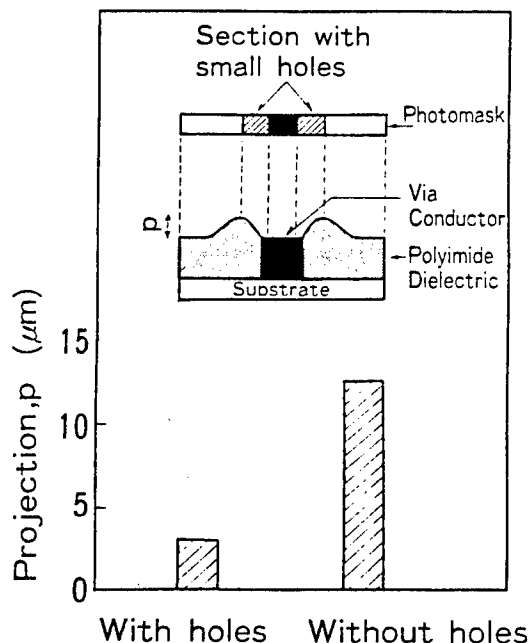 Section with
small holes
Photomask
p
Via
Conductor
Polyimide
Dielectric
Substrate
Projection,p (μm)
15
10
5
0
With holes Without holes